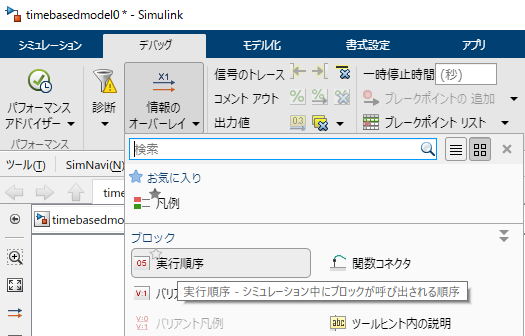 timebasedmodel0 * - Simulink
シミュレーション デバッグ モデル化 書式設定 アプリ
パフォーマンス アドバイザー
診断
情報の オーバーレイ
信号のトレース
コメント アウト
出力値
一時停止時間 (秒)
ブレークポイントの 追加
ブレークポイント リスト
パフォーマンス
ツール(T) SimNavi(N)
検索
timebasedmo
お気に入り
凡例
ブロック
実行順序 関数コネクタ
実行順序 - シミュレーション中にブロックが呼び出される順序
バリアント凡例 ツールヒント内の説明